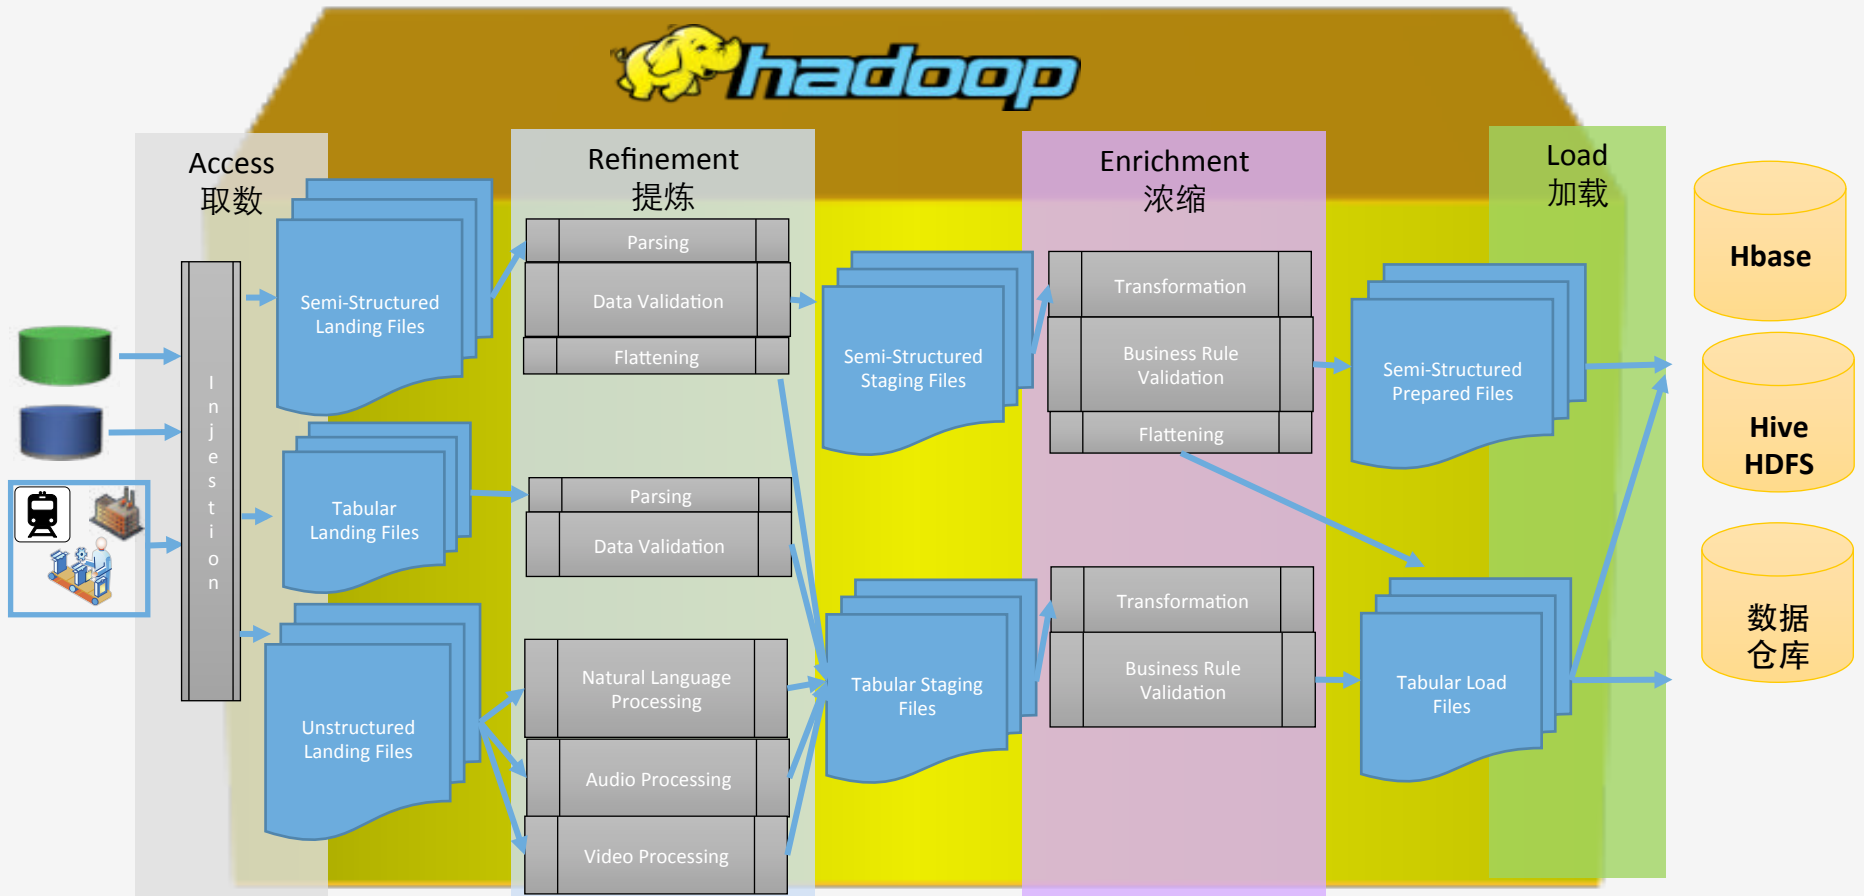 hadoop
Access
取数
Refinement
提炼
Enrichment
浓缩
Load
加载
Injestion
Semi-Structured
Landing Files
Tabular
Landing Files
Unstructured
Landing Files
Parsing
Data Validation
Flattening
Parsing
Data Validation
Natural Language
Processing
Audio Processing
Video Processing
Semi-Structured
Staging Files
Tabular Staging
Files
Transformation
Business Rule
Validation
Flattening
Transformation
Business Rule
Validation
Semi-Structured
Prepared Files
Tabular Load
Files
Hbase
Hive
HDFS
数据
仓库